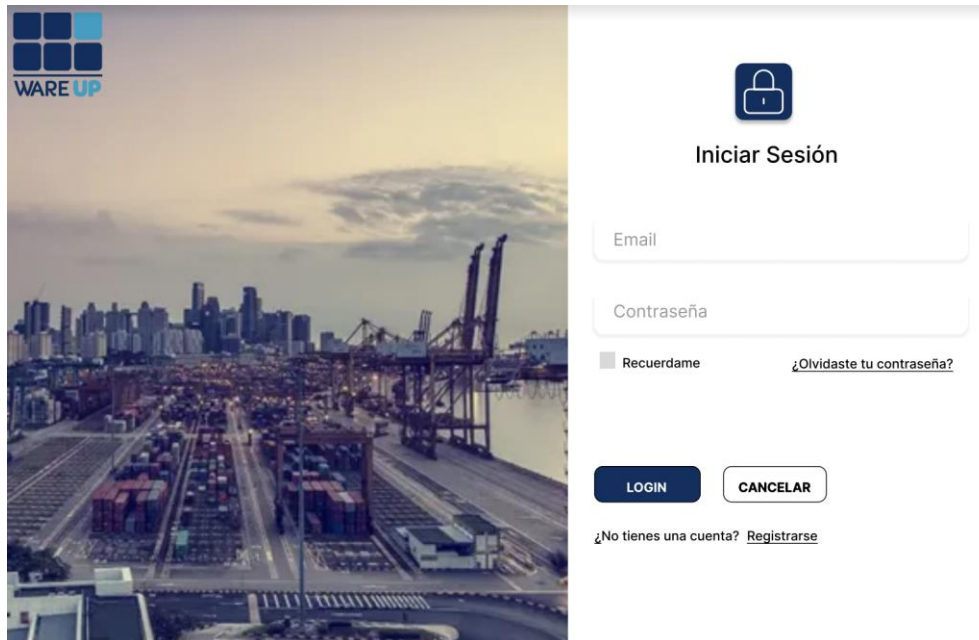 WARE UP
Iniciar Sesión
Email
Contraseña
Recuerdame
¿Olvidaste tu contraseña?
LOGIN
CANCELAR
¿No tienes una cuenta? Registrarse